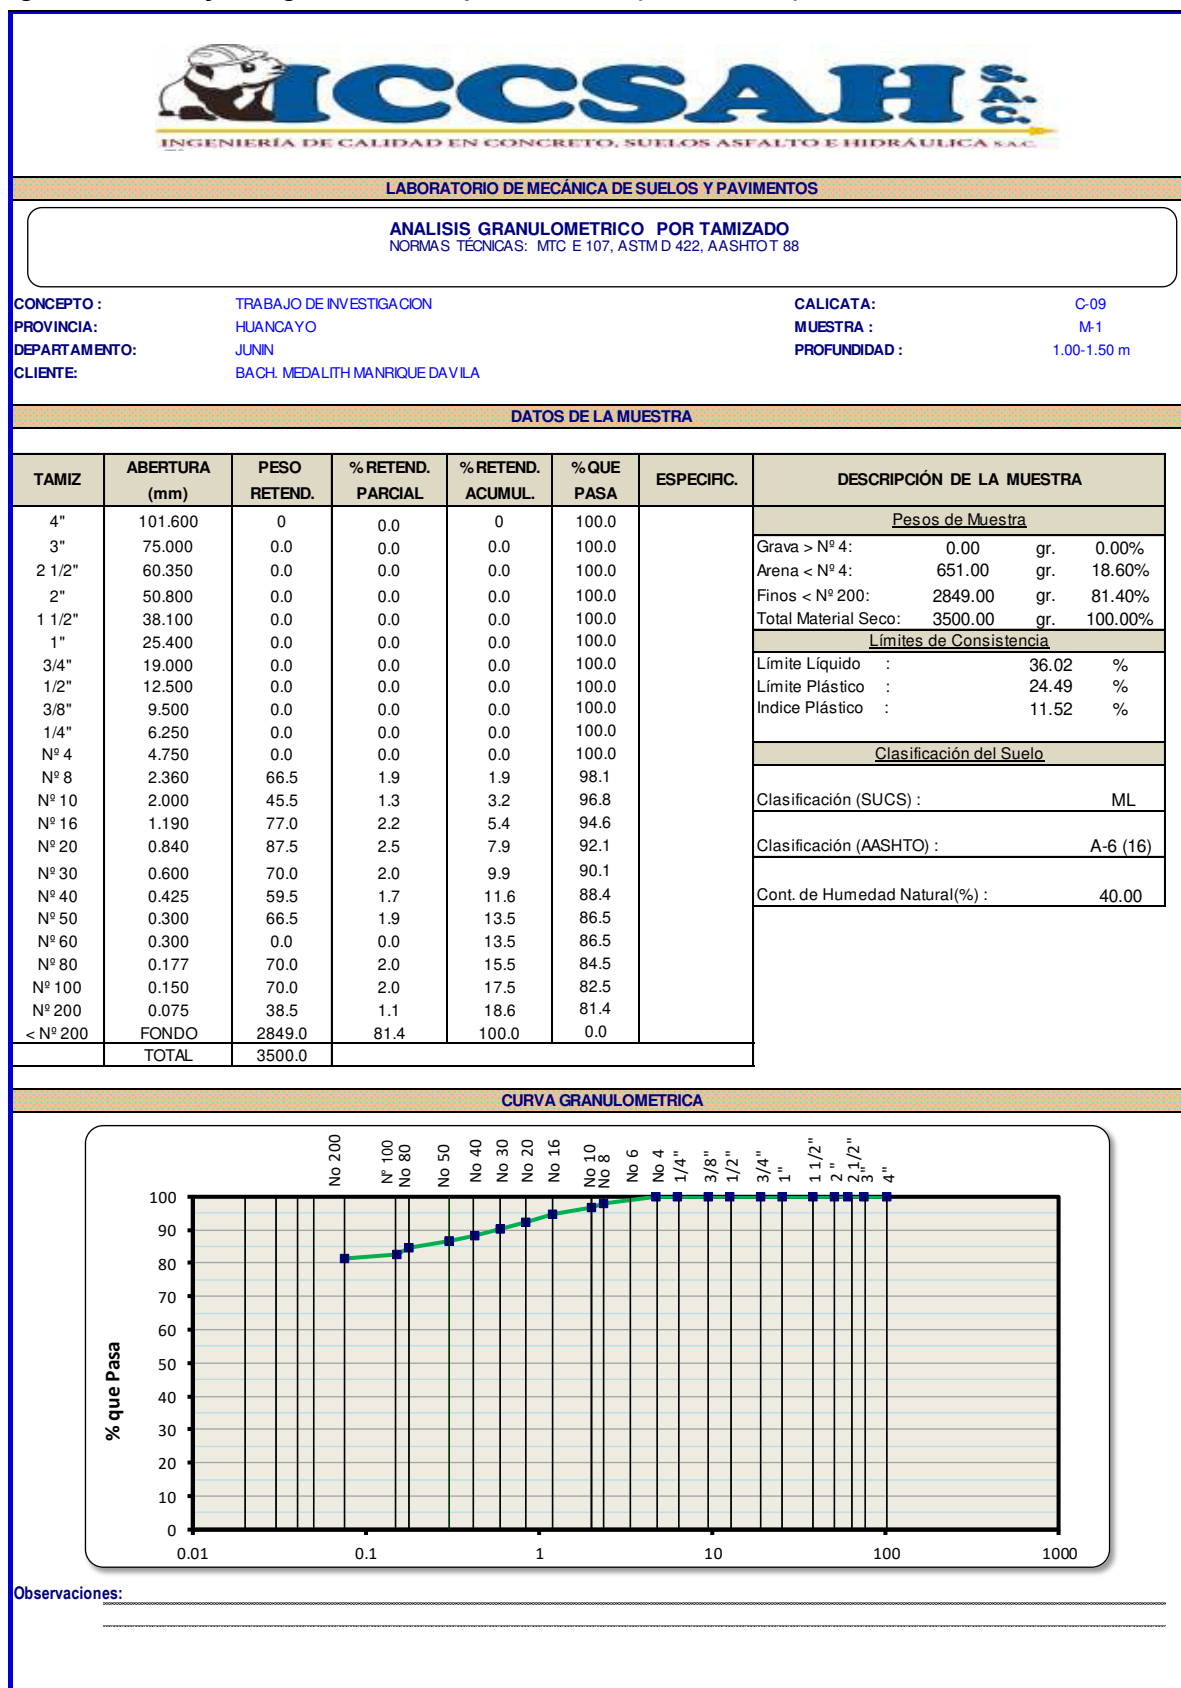 ICCSAH S.A.C.
INGENIERÍA DE CALIDAD EN CONCRETO, SUELOS ASFALTO E HIDRÁULICA S.A.C.
LABORATORIO DE MECÁNICA DE SUELOS Y PAVIMENTOS
ANALISIS GRANULOMETRICO POR TAMIZADO
NORMAS TÉCNICAS: MTC E 107, ASTM D 422, AASHTO T 88
CONCEPTO : TRABAJO DE INVESTIGACION CALICATA: C-09
PROVINCIA: HUANCAYO MUESTRA : M-1
DEPARTAMENTO: JUNIN PROFUNDIDAD : 1.00-1.50 m
CLIENTE: BACH. MEDALITH MANRIQUE DAVILA
DATOS DE LA MUESTRA
TAMIZ ABERTURA (mm) PESO RETEND. % RETEND. PARCIAL % RETEND. ACUMUL. % QUE PASA ESPECIFIC. DESCRIPCIÓN DE LA MUESTRA
4" 101.600 0 0.0 0 100.0 Pesos de Muestra
3" 75.000 0.0 0.0 0.0 100.0 Grava > Nº 4: 0.00 gr. 0.00%
2 1/2" 60.350 0.0 0.0 0.0 100.0 Arena < Nº 4: 651.00 gr. 18.60%
2" 50.800 0.0 0.0 0.0 100.0 Finos < Nº 200: 2849.00 gr. 81.40%
1 1/2" 38.100 0.0 0.0 0.0 100.0 Total Material Seco: 3500.00 gr. 100.00%
1" 25.400 0.0 0.0 0.0 100.0 Límites de Consistencia
3/4" 19.000 0.0 0.0 0.0 100.0 Límite Líquido : 36.02 %
1/2" 12.500 0.0 0.0 0.0 100.0 Límite Plástico : 24.49 %
3/8" 9.500 0.0 0.0 0.0 100.0 Indice Plástico : 11.52 %
1/4" 6.250 0.0 0.0 0.0 100.0
Nº 4 4.750 0.0 0.0 0.0 100.0 Clasificación del Suelo
Nº 8 2.360 66.5 1.9 1.9 98.1
Nº 10 2.000 45.5 1.3 3.2 96.8 Clasificación (SUCS) : ML
Nº 16 1.190 77.0 2.2 5.4 94.6
Nº 20 0.840 87.5 2.5 7.9 92.1 Clasificación (AASHTO) : A-6 (16)
Nº 30 0.600 70.0 2.0 9.9 90.1
Nº 40 0.425 59.5 1.7 11.6 88.4 Cont. de Humedad Natural(%) : 40.00
Nº 50 0.300 66.5 1.9 13.5 86.5
Nº 60 0.300 0.0 0.0 13.5 86.5
Nº 80 0.177 70.0 2.0 15.5 84.5
Nº 100 0.150 70.0 2.0 17.5 82.5
Nº 200 0.075 38.5 1.1 18.6 81.4
< Nº 200 FONDO 2849.0 81.4 100.0 0.0
TOTAL 3500.0
CURVA GRANULOMETRICA
No 200 Nº 100 No 80 No 50 No 40 No 30 No 20 No 16 No 10 No 8 No 6 No 4 1/4" 3/8" 1/2" 3/4" 1" 1 1/2" 2" 2 1/2" 3" 4"
100
90
80
70
60
50
40
30
20
10
0
% que Pasa
0.01 0.1 1 10 100 1000
Observaciones: